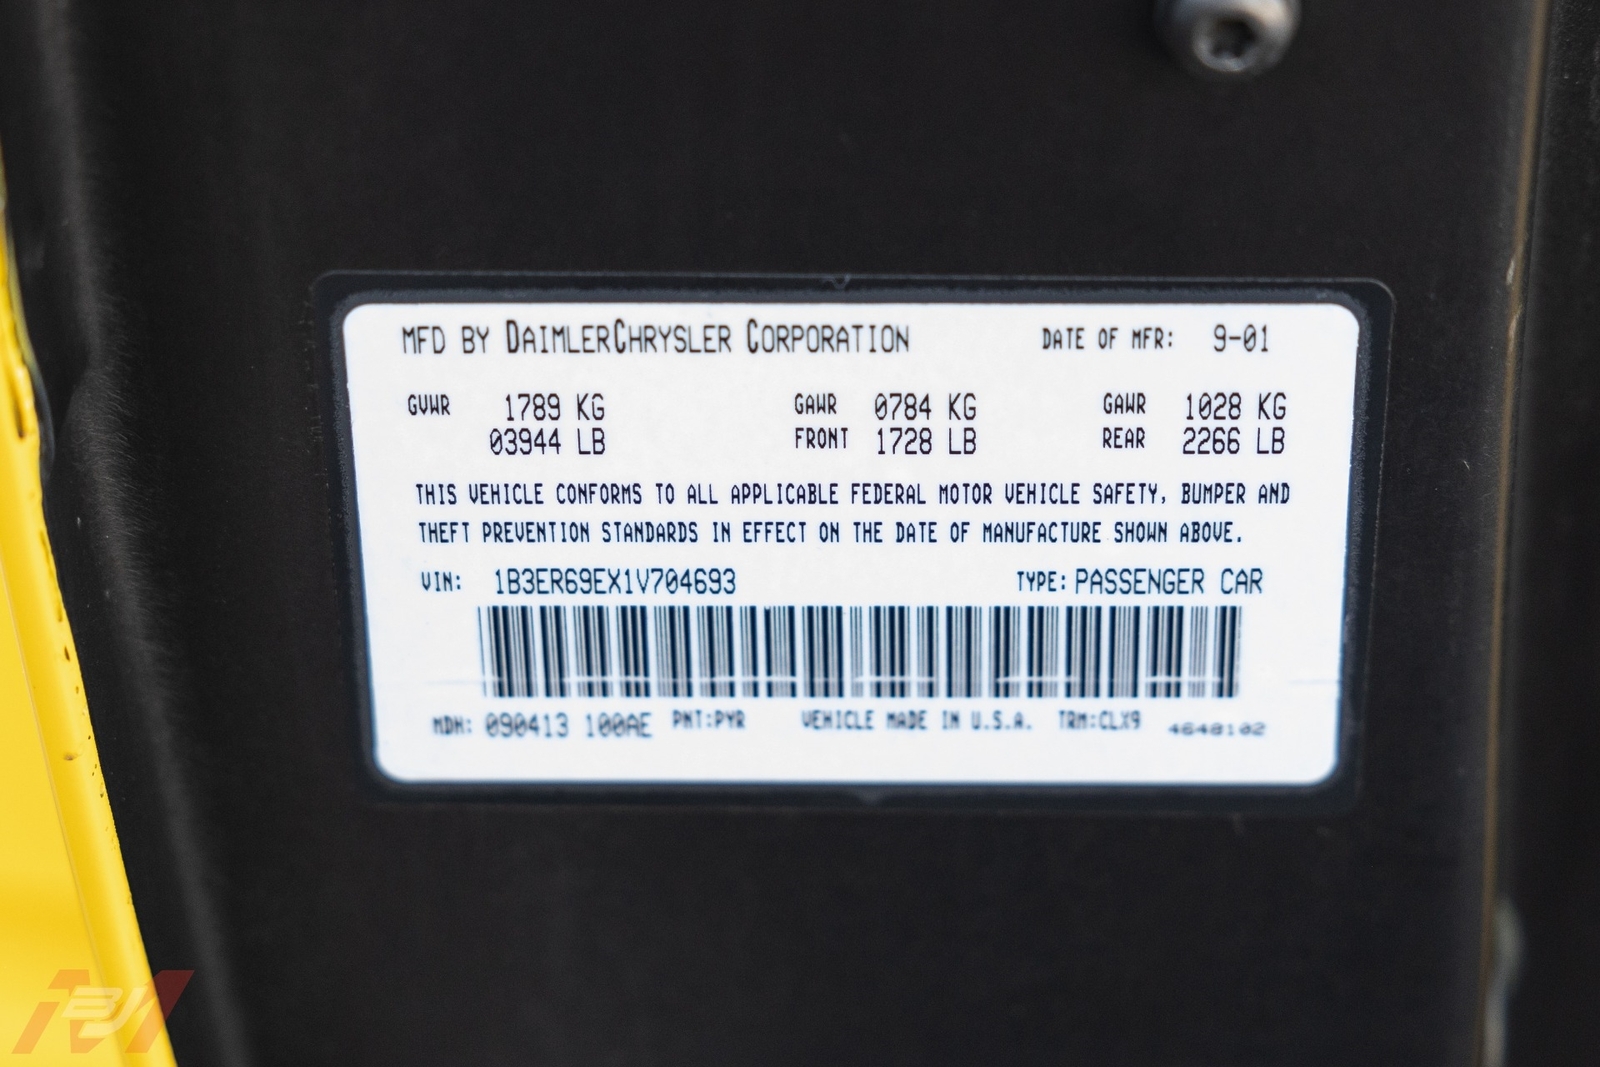 MFD BY DAIMLERCHRYSLER CORPORATION DATE OF MFR: 9-01
GVWR 1789 KG GAWR 0784 KG GAWR 1028 KG
03944 LB FRONT 1728 LB REAR 2266 LB
THIS VEHICLE CONFORMS TO ALL APPLICABLE FEDERAL MOTOR VEHICLE SAFETY, BUMPER AND
THEFT PREVENTION STANDARDS IN EFFECT ON THE DATE OF MANUFACTURE SHOWN ABOVE.
VIN: 1B3ER69EX1V704693 TYPE: PASSENGER CAR
MDH: 090413 100AE PNT:PYR VEHICLE MADE IN U.S.A. TRM:CLX9 4648102